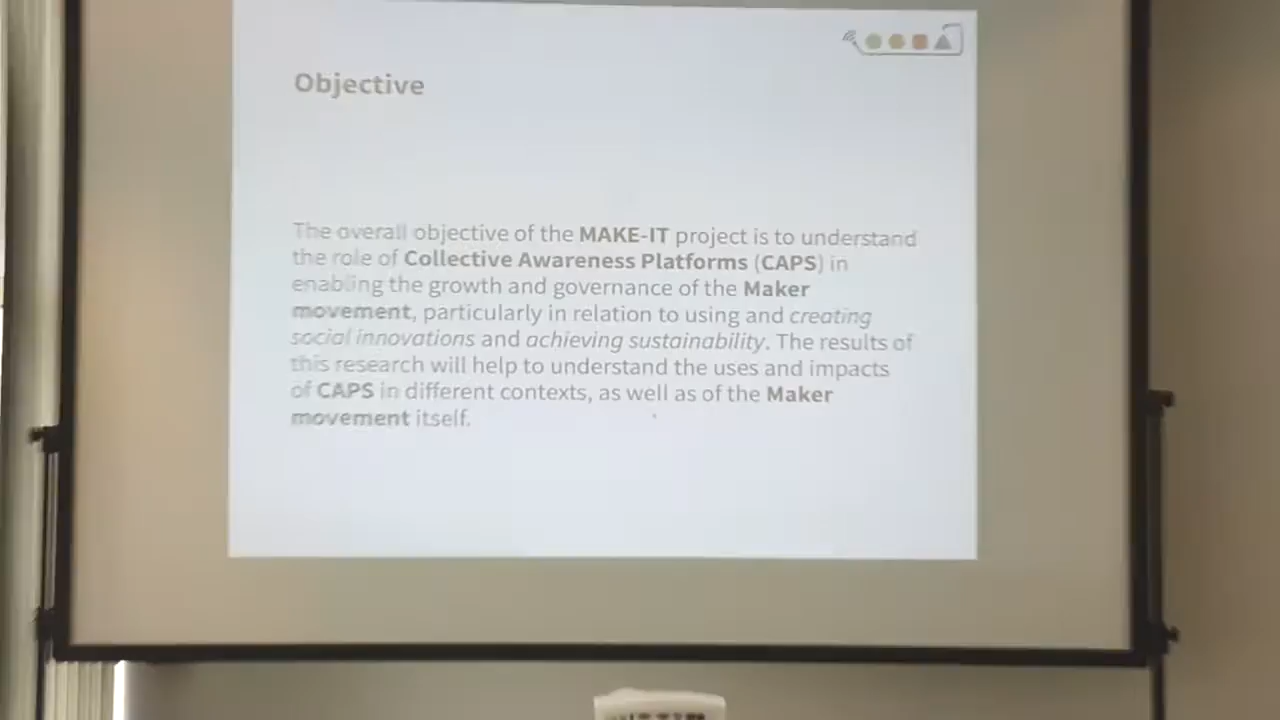 Objective
The overall objective of the MAKE-IT project is to understand
the role of Collective Awareness Platforms (CAPS) in
enabling the growth and governance of the Maker
movement, particularly in relation to using and creating
social innovations and achieving sustainability. The results of
this research will help to understand the uses and impacts
of CAPS in different contexts, as well as of the Maker
movement itself.